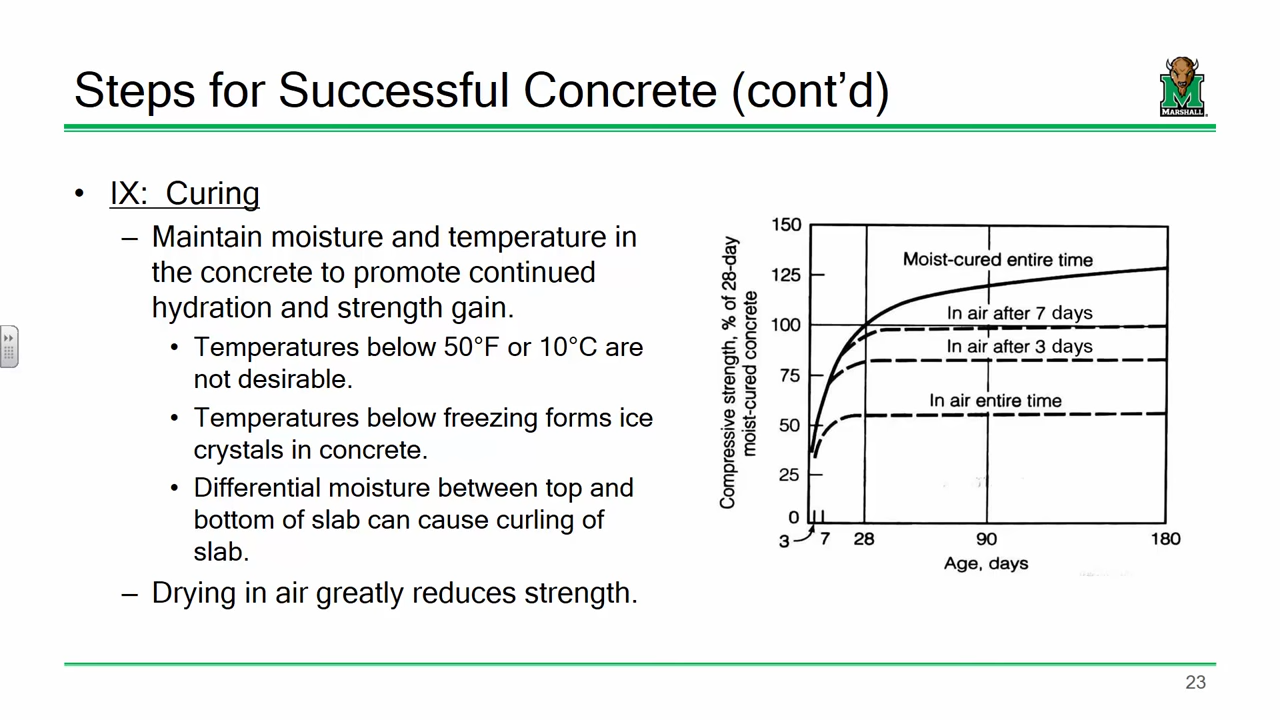 Steps for Successful Concrete (cont’d)
MARSHALL
• IX:  Curing
– Maintain moisture and temperature in
the concrete to promote continued
hydration and strength gain.
• Temperatures below 50°F or 10°C are
not desirable.
• Temperatures below freezing forms ice
crystals in concrete.
• Differential moisture between top and
bottom of slab can cause curling of
slab.
– Drying in air greatly reduces strength.
Compressive strength, % of 28-day
moist-cured concrete
150
125
100
75
50
25
0
Moist-cured entire time
In air after 7 days
In air after 3 days
In air entire time
3 7 28 90 180
Age, days
23